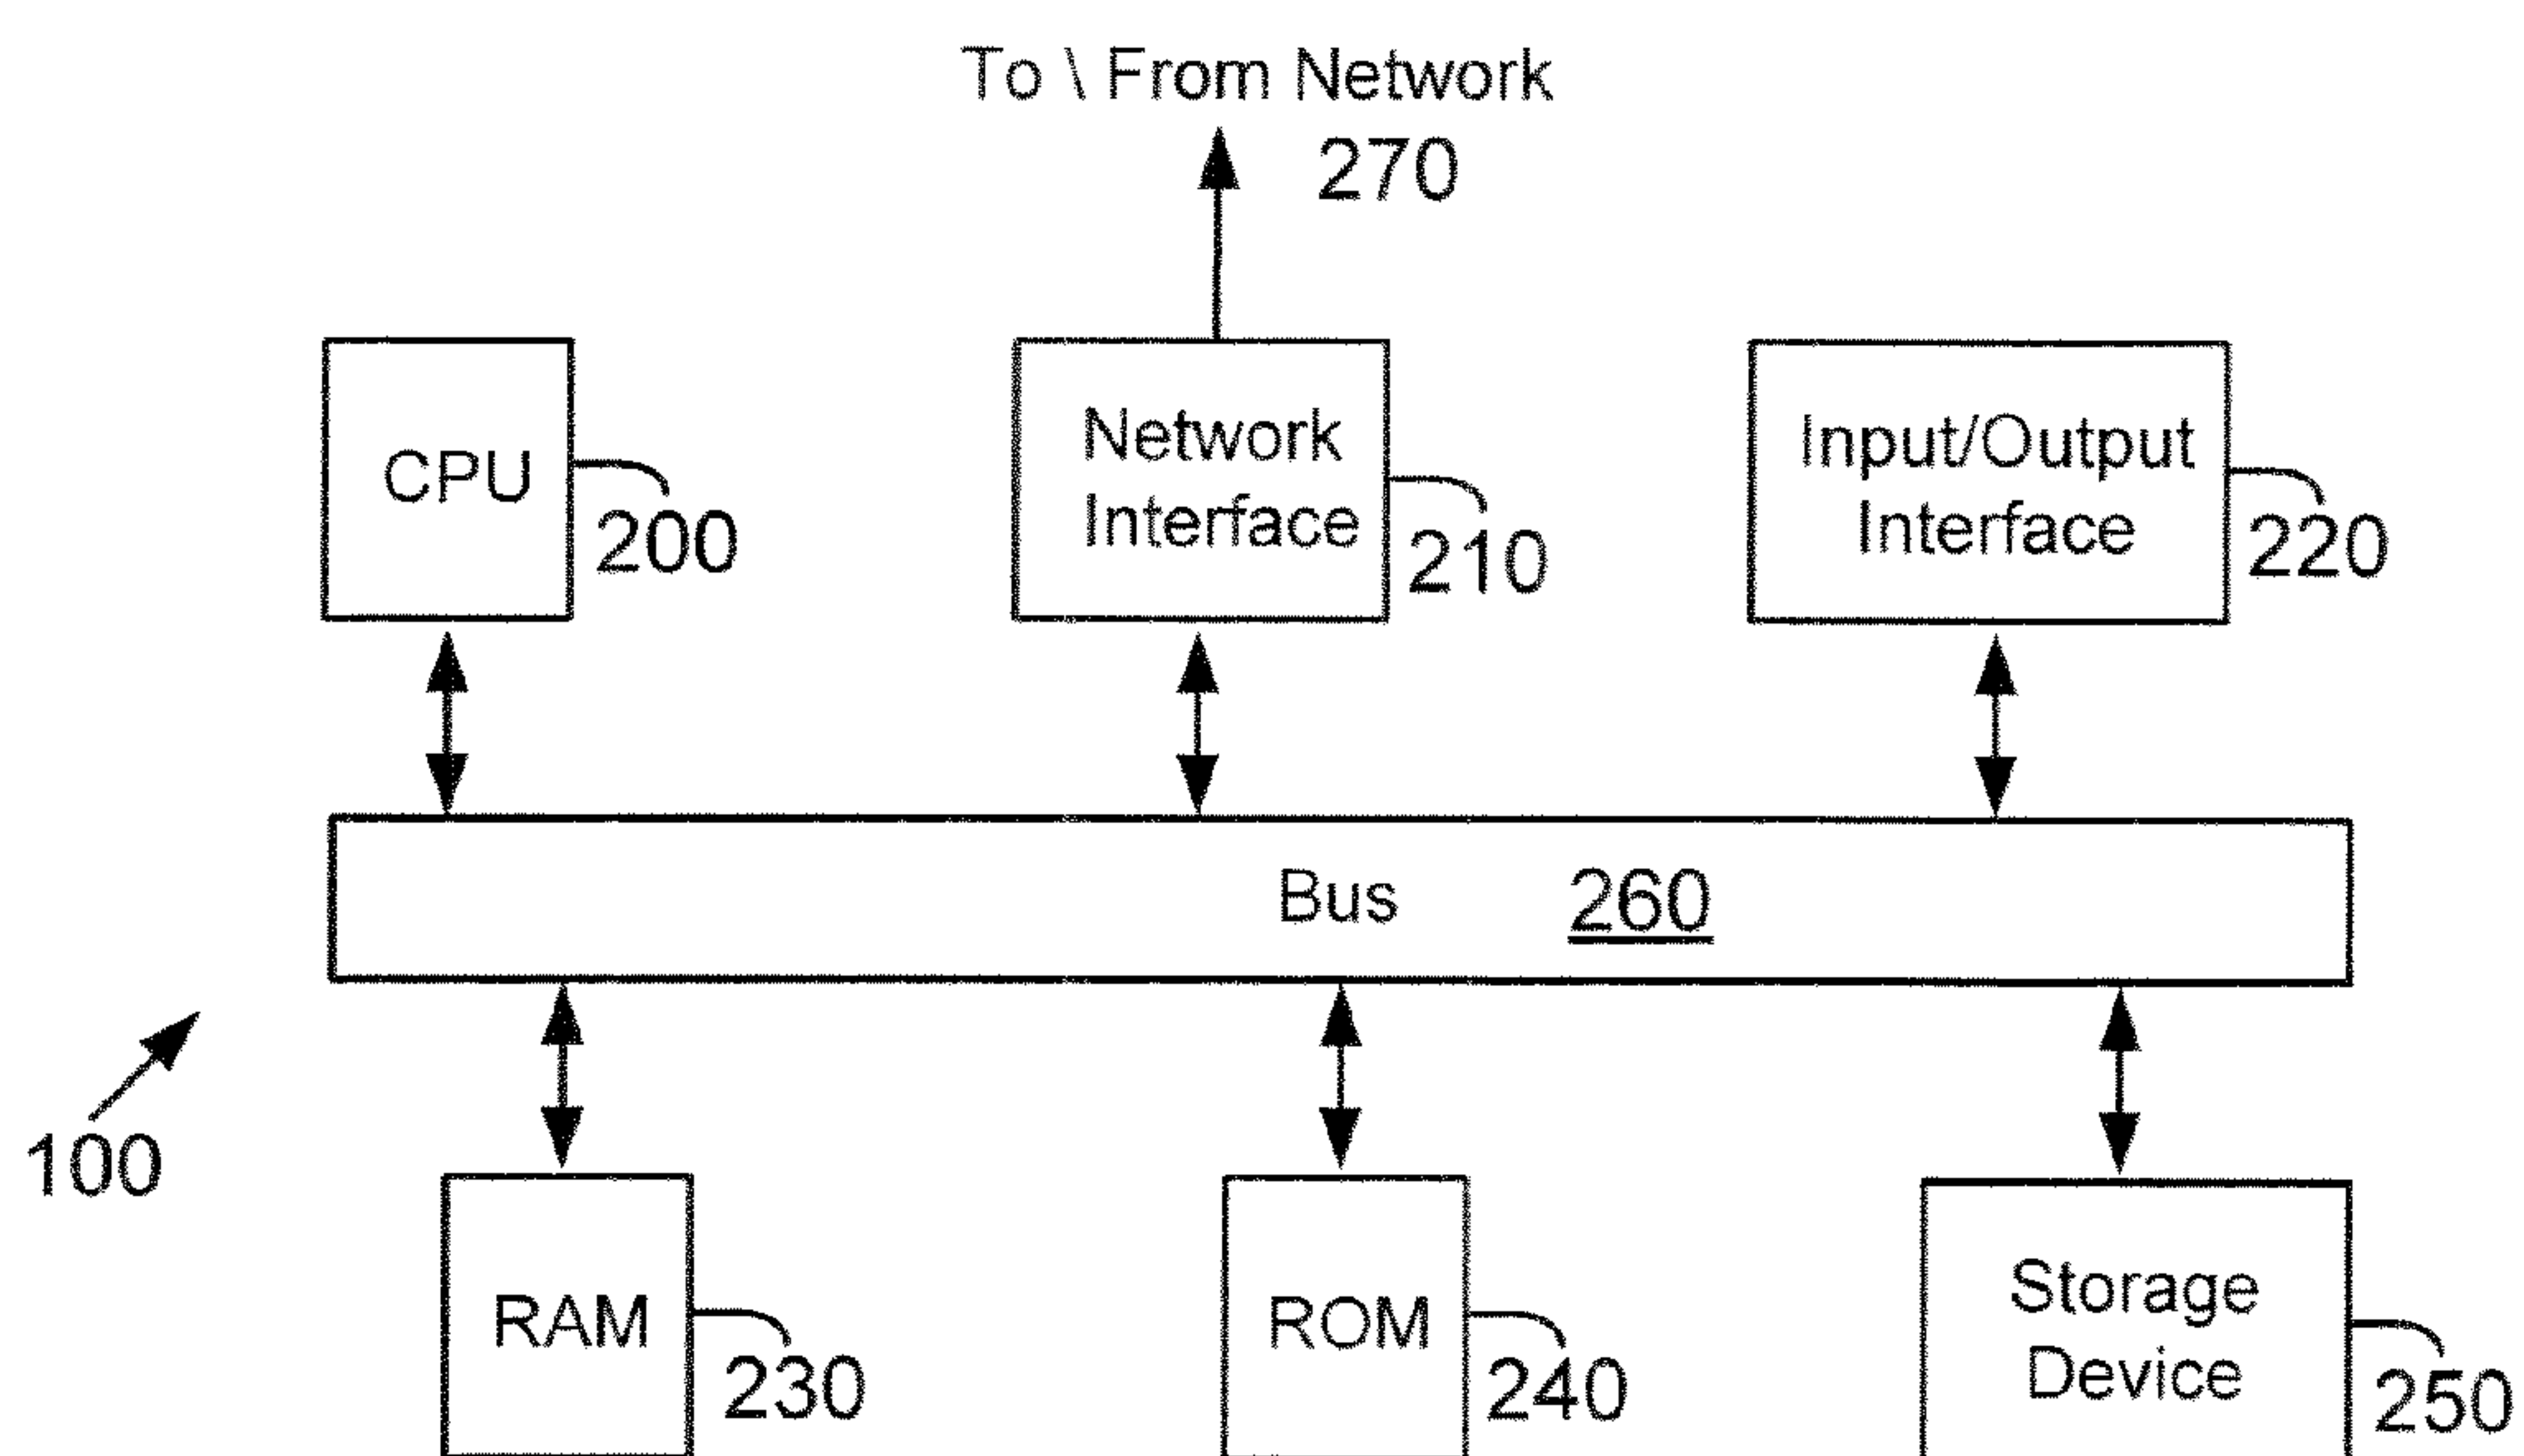 To \ From Network
270
CPU
200
Network
Interface
210
Input/Output
Interface
220
Bus 260
100
RAM
230
ROM
240
Storage
Device
250